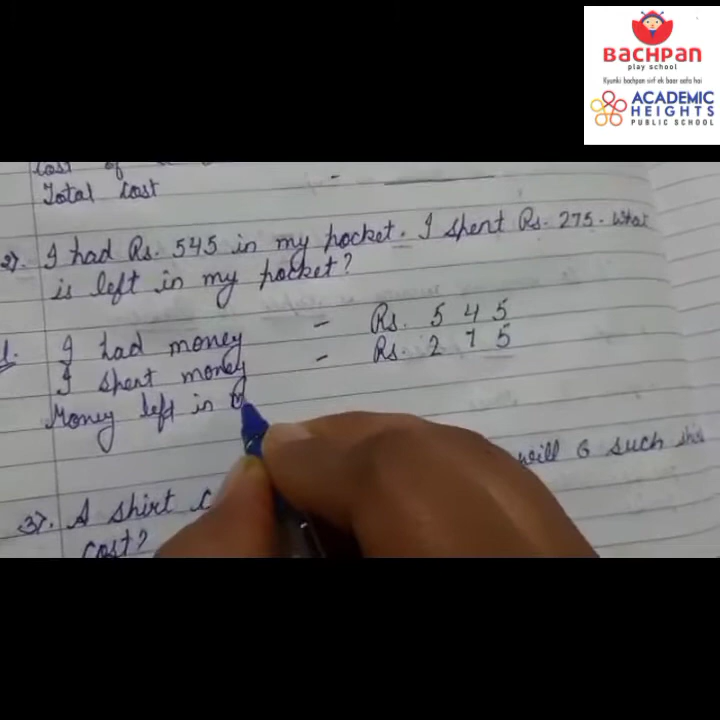 BACHPAN
play school
Kyunki bachpan sirf ek baar aata hai
ACADEMIC
HEIGHTS
PUBLIC SCHOOL
Cost of
Total Cost
2). I had Rs. 545 in my pocket. I spent Rs. 275. What
is left in my pocket?
I had money - Rs. 5 4 5
I spent money - Rs. 2 7 5
Money left in
3). A shirt will 6 such
cost?